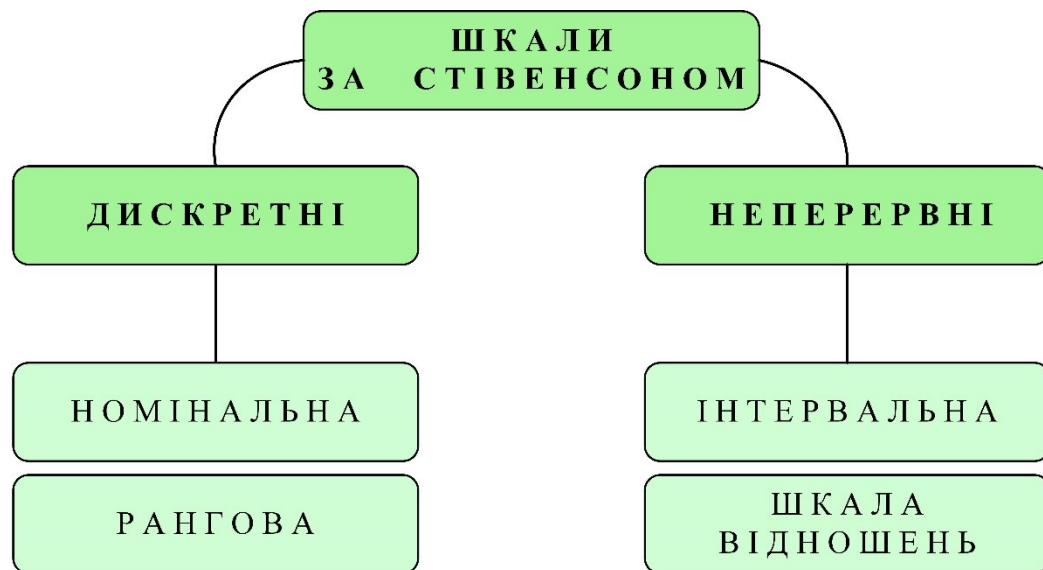 ШКАЛИ
ЗА СТІВЕНСОНОМ
ДИСКРЕТНІ
НЕПЕРЕРВНІ
НОМІНАЛЬНА
ІНТЕРВАЛЬНА
РАНГОВА
ШКАЛА
ВІДНОШЕНЬ